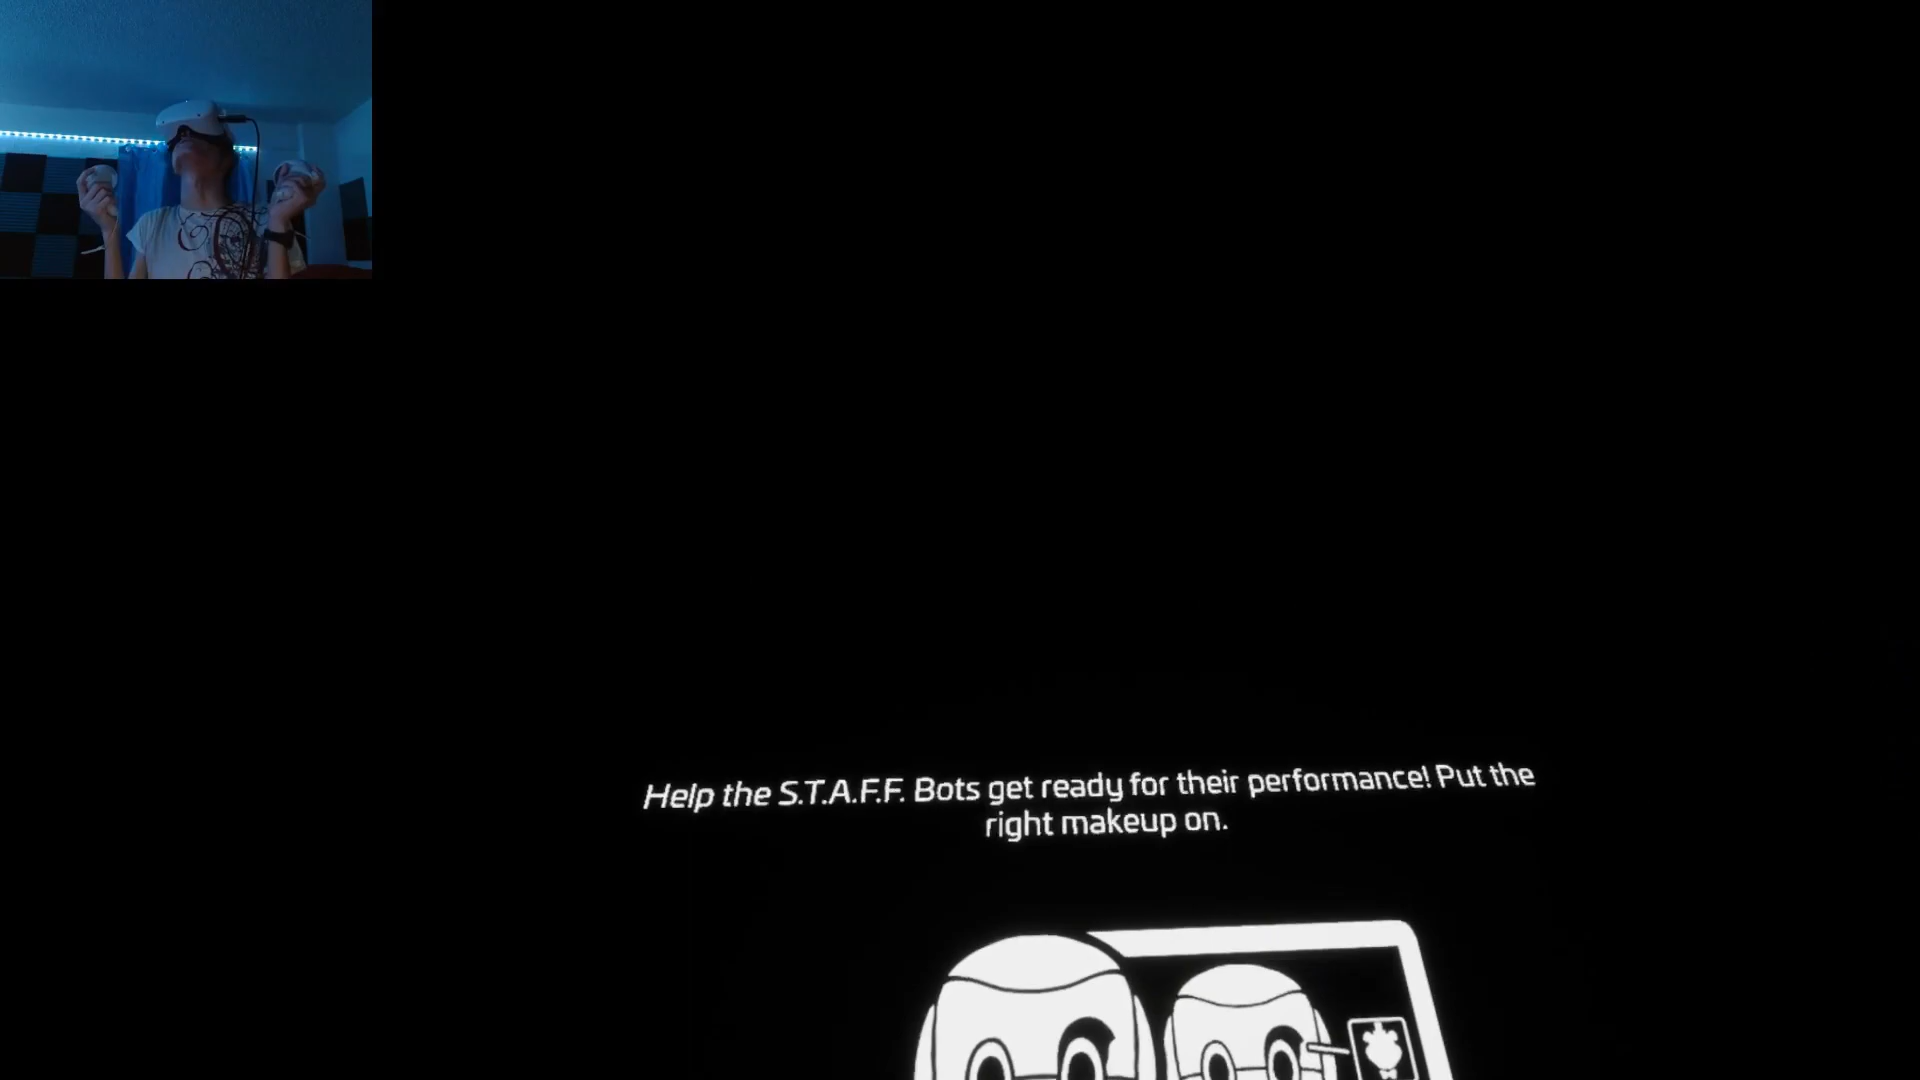 Help the S.T.A.F.F. Bots get ready for their performance! Put the
right makeup on.